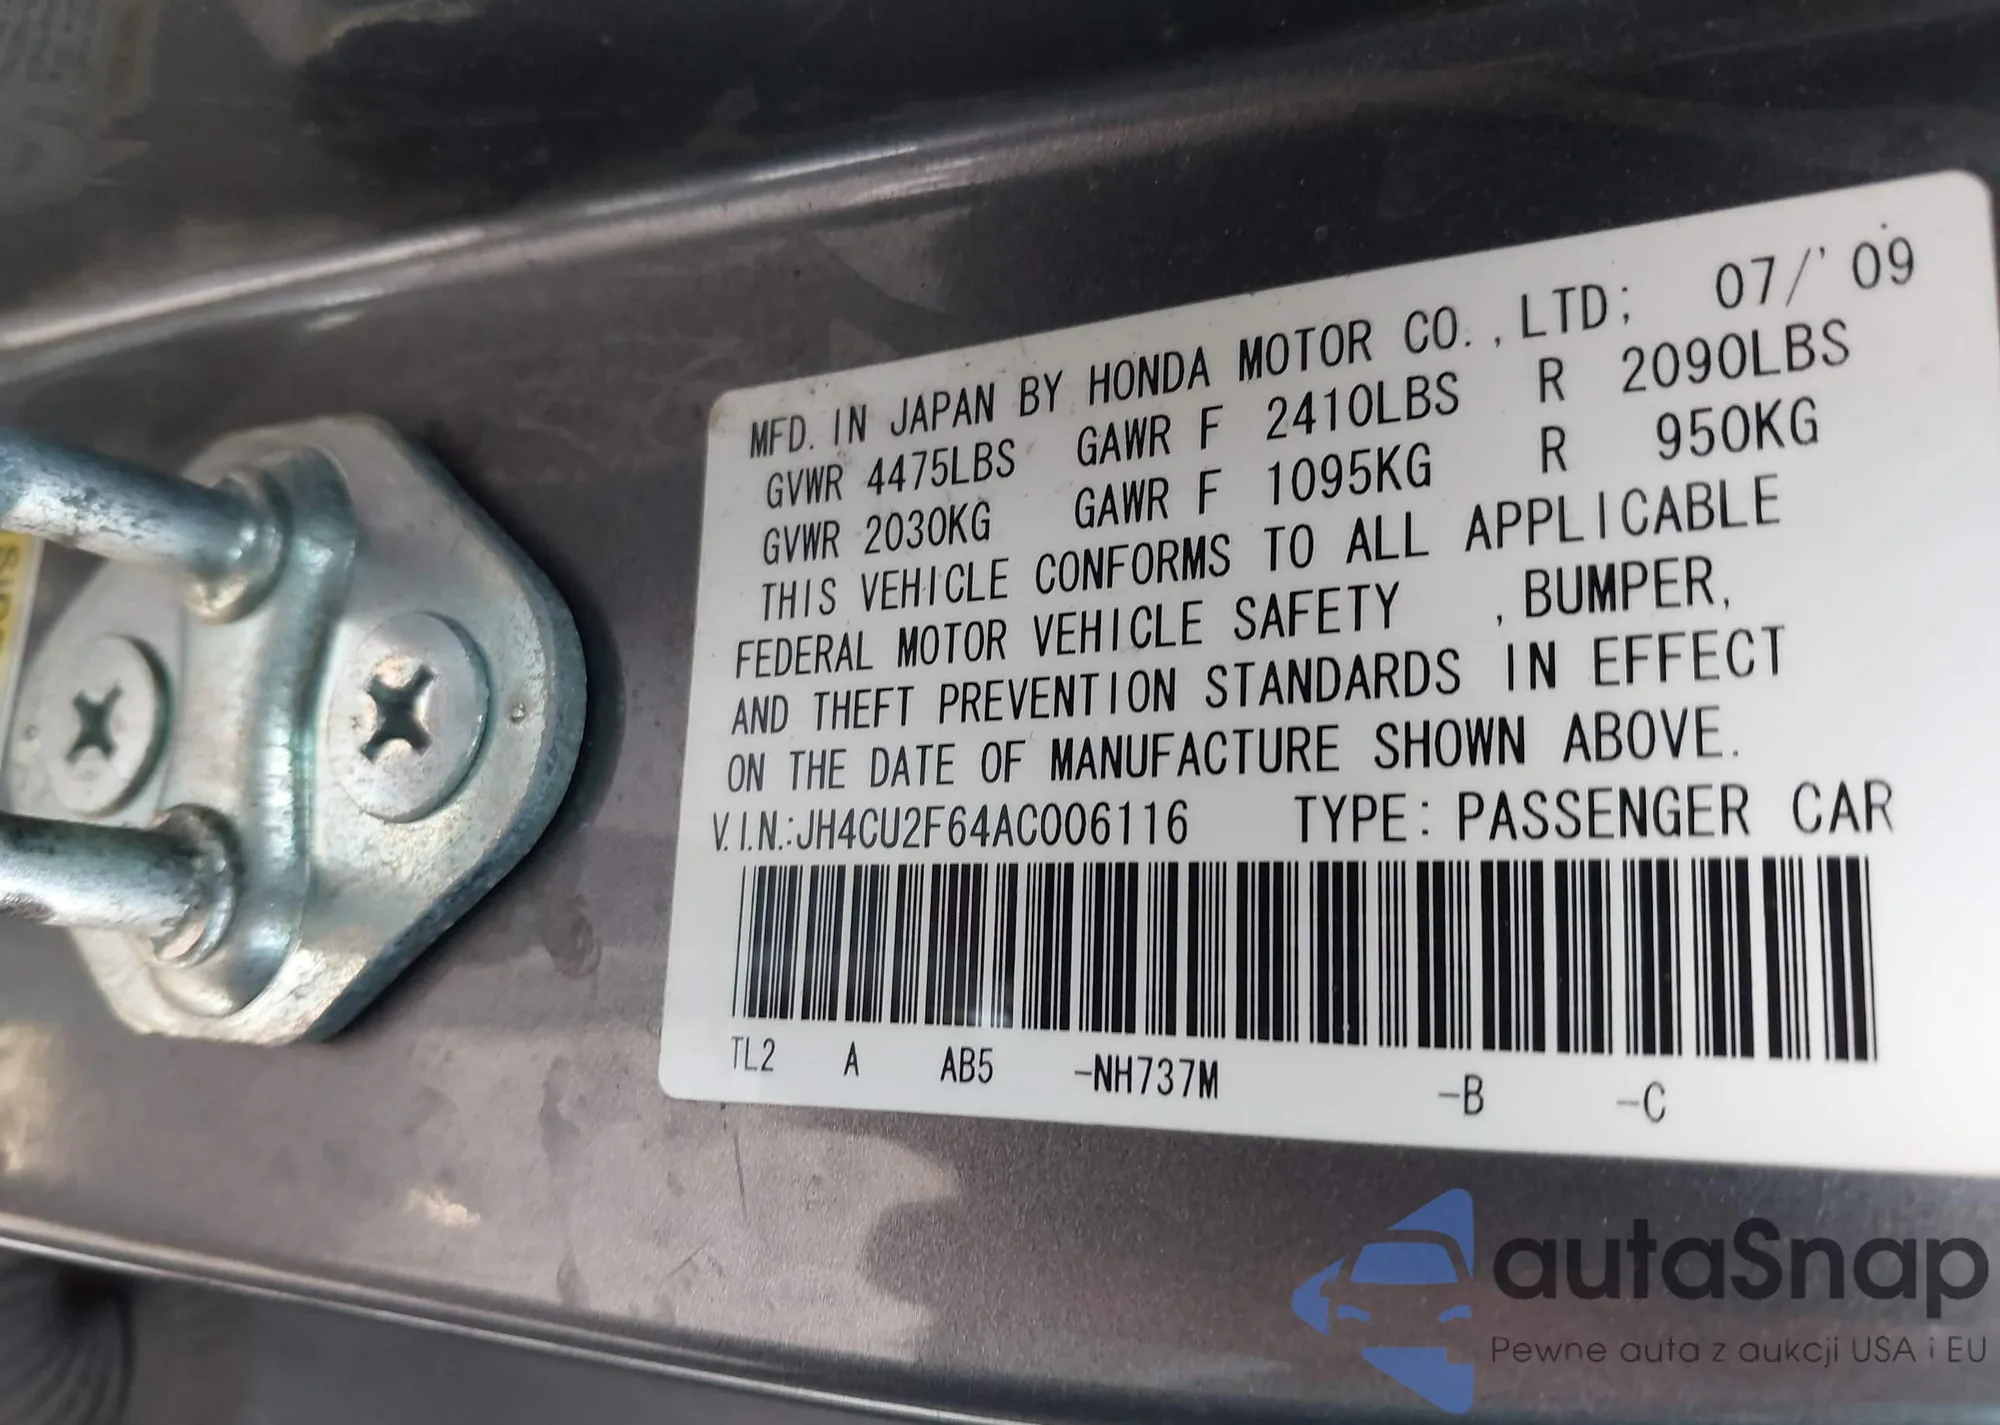 MFD. IN JAPAN BY HONDA MOTOR CO.,LTD; 07/'09
GVWR 4475LBS GAWR F 2410LBS R 2090LBS
GVWR 2030KG GAWR F 1095KG R 950KG
THIS VEHICLE CONFORMS TO ALL APPLICABLE
FEDERAL MOTOR VEHICLE SAFETY , BUMPER,
AND THEFT PREVENTION STANDARDS IN EFFECT
ON THE DATE OF MANUFACTURE SHOWN ABOVE.
V.I.N.:JH4CU2F64AC006116 TYPE: PASSENGER CAR
TL2 A AB5 -NH737M -B -C
autaSnap
Pewne auta z aukcji USA i EU